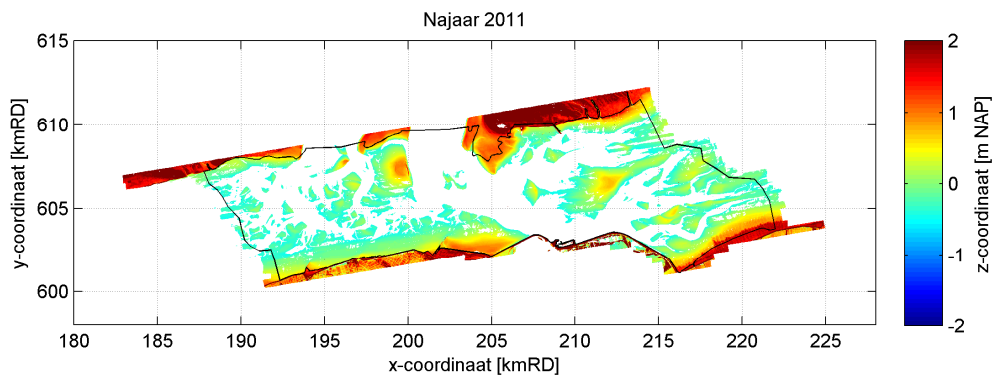 Najaar 2011
615
610
605
600
y-coordinaat [kmRD]
180 185 190 195 200 205 210 215 220 225
x-coordinaat [kmRD]
2
1
0
-1
-2
z-coordinaat [m NAP]